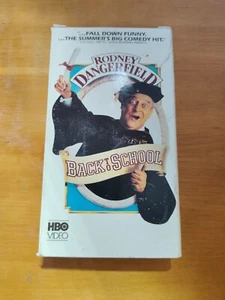 ...FALL DOWN FUNNY.
...THE SUMMER'S BIG COMEDY HIT!
RODNEY
DANGERFIELD
BACK TO SCHOOL
HBO
VIDEO